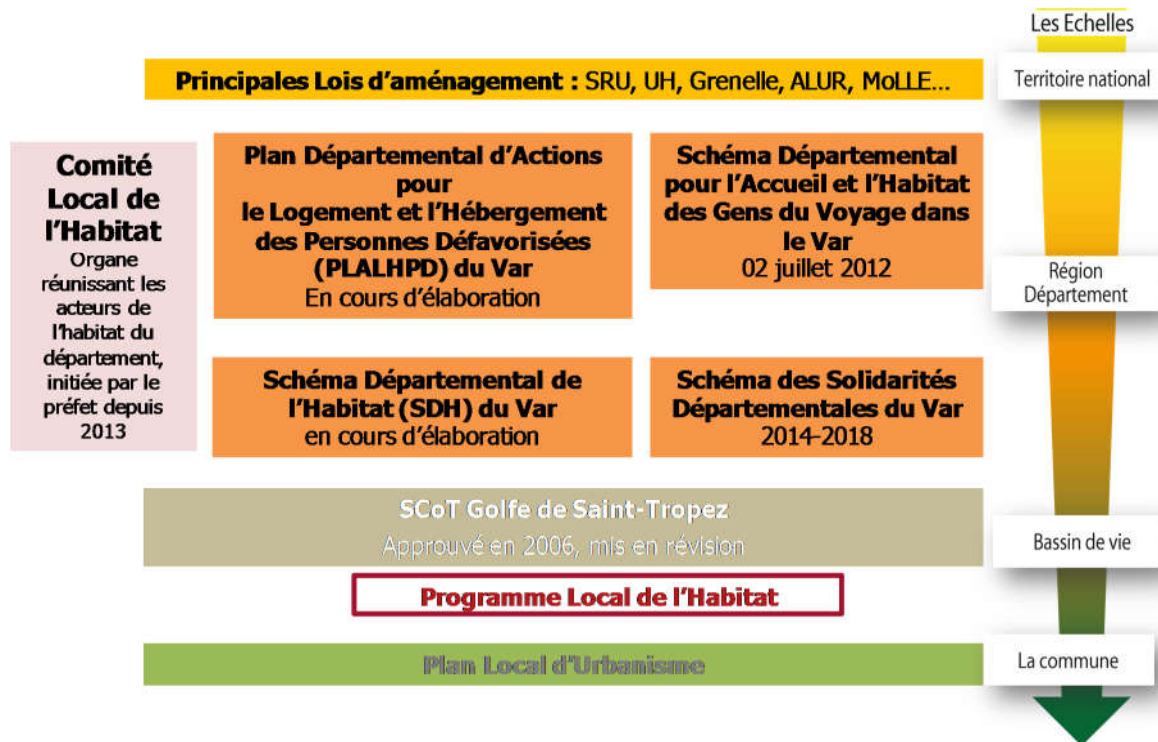 Les Echelles
Principales Lois d'aménagement : SRU, UH, Grenelle, ALUR, MoLLE...
Territoire national
Comité
Local de
l'Habitat
Organe
réunissant les
acteurs de
l'habitat du
département,
initiée par le
préfet depuis
2013
Plan Départemental d'Actions
pour
le Logement et l'Hébergement
des Personnes Défavorisées
(PLALHPD) du Var
En cours d'élaboration
Schéma Départemental
pour l'Accueil et l'Habitat
des Gens du Voyage dans
le Var
02 juillet 2012
Région
Département
Schéma Départemental de
l'Habitat (SDH) du Var
en cours d'élaboration
Schéma des Solidarités
Départementales du Var
2014-2018
SCoT Golfe de Saint-Tropez
Approuvé en 2006, mis en révision
Bassin de vie
Programme Local de l'Habitat
Plan Local d'Urbanisme
La commune